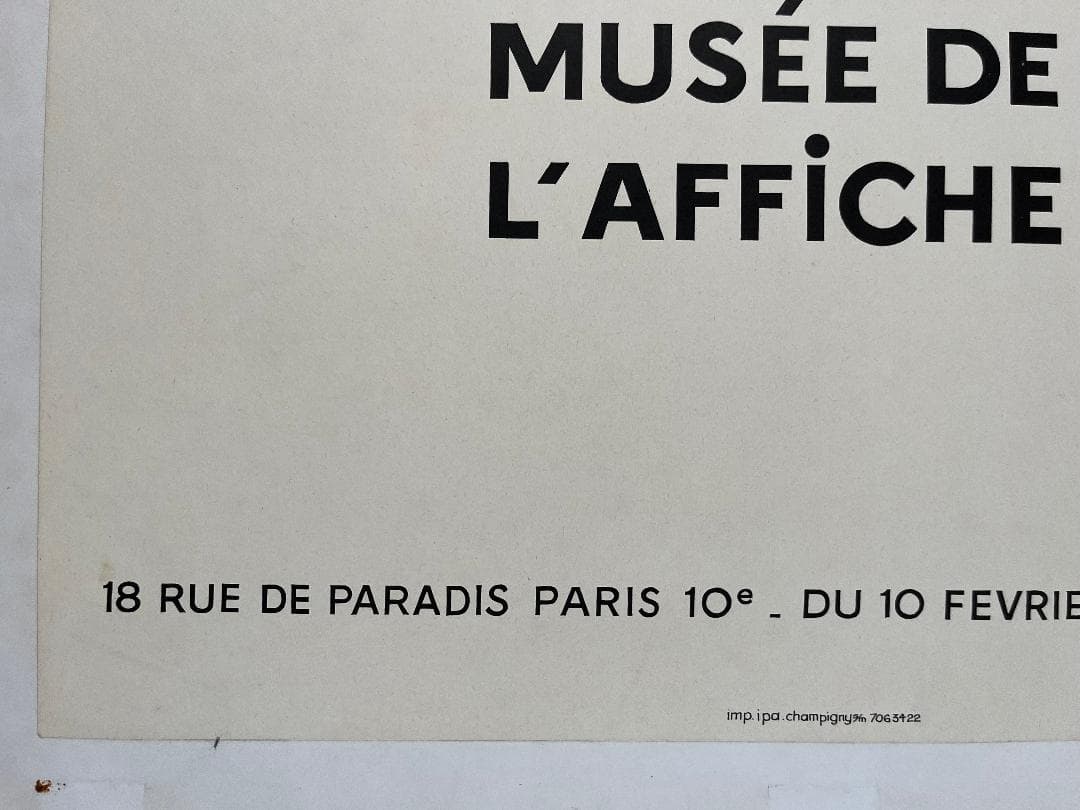 MUSÉE DE
L'AFFiCHE
18 RUE DE PARADIS PARIS 10e - DU 10 FEVRIE
imp.ipa.champigny s/m 7063422